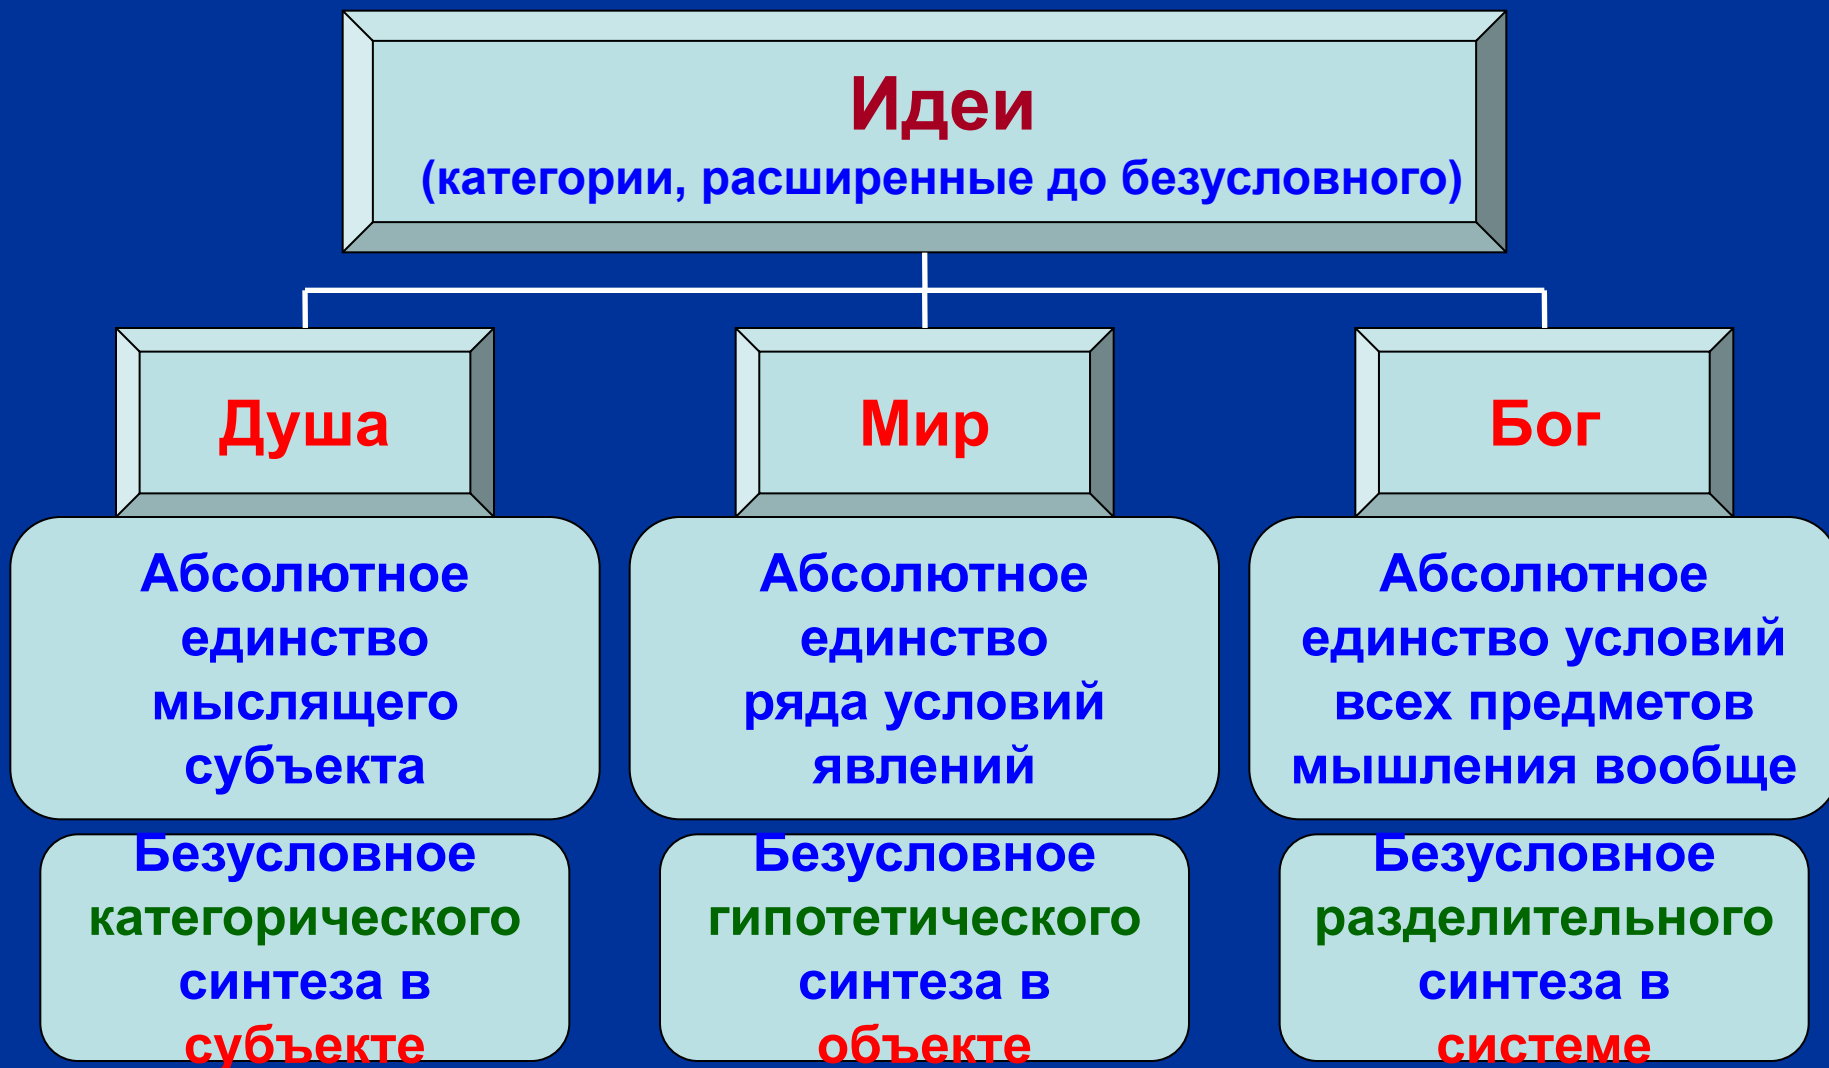 Идеи
(категории, расширенные до безусловного)
Душа
Мир
Бог
Абсолютное
единство
мыслящего
субъекта
Абсолютное
единство
ряда условий
явлений
Абсолютное
единство условий
всех предметов
мышления вообще
Безусловное
категорического
синтеза в
субъекте
Безусловное
гипотетического
синтеза в
объекте
Безусловное
разделительного
синтеза в
системе